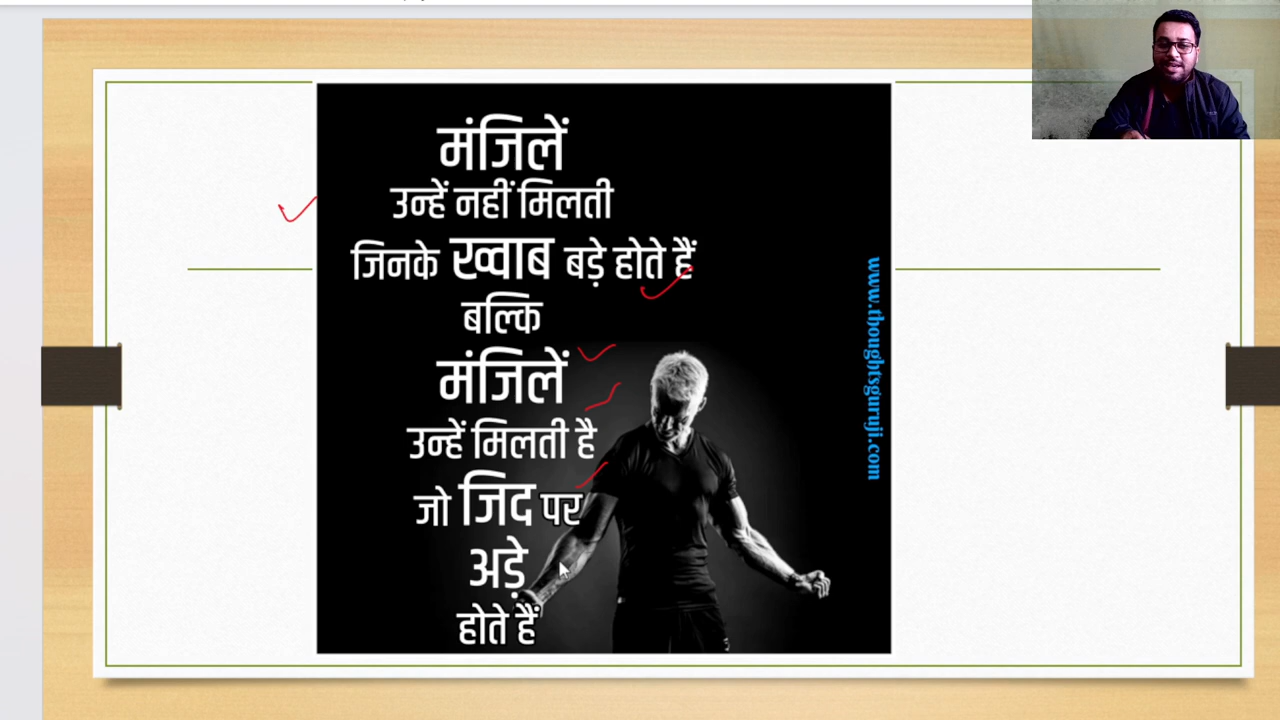 मंजिलें
उन्हें नहीं मिलती
जिनके ख्वाब बड़े होते हैं
बल्कि
मंजिलें
उन्हें मिलती है
जो जिद पर
अड़े
होते हैं
www.thoughtsguruji.com